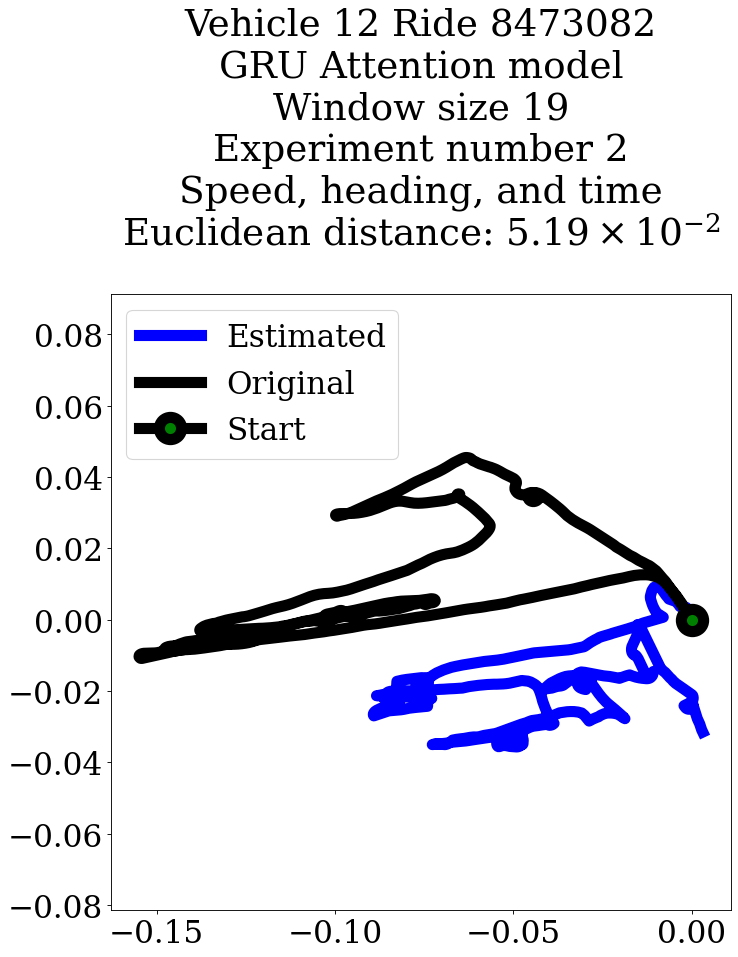 Vehicle 12 Ride 8473082
GRU Attention model
Window size 19
Experiment number 2
Speed, heading, and time
Euclidean distance: 5.19 × 10⁻²
Estimated
Original
Start
0.08
0.06
0.04
0.02
0.00
−0.02
−0.04
−0.06
−0.08
−0.15 −0.10 −0.05 0.00